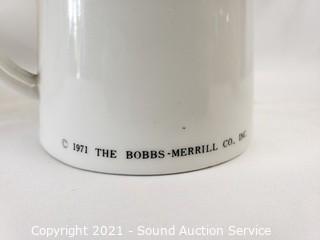 © 1971 THE BOBBS-MERRILL CO., INC.
Copyright 2021 - Sound Auction Service